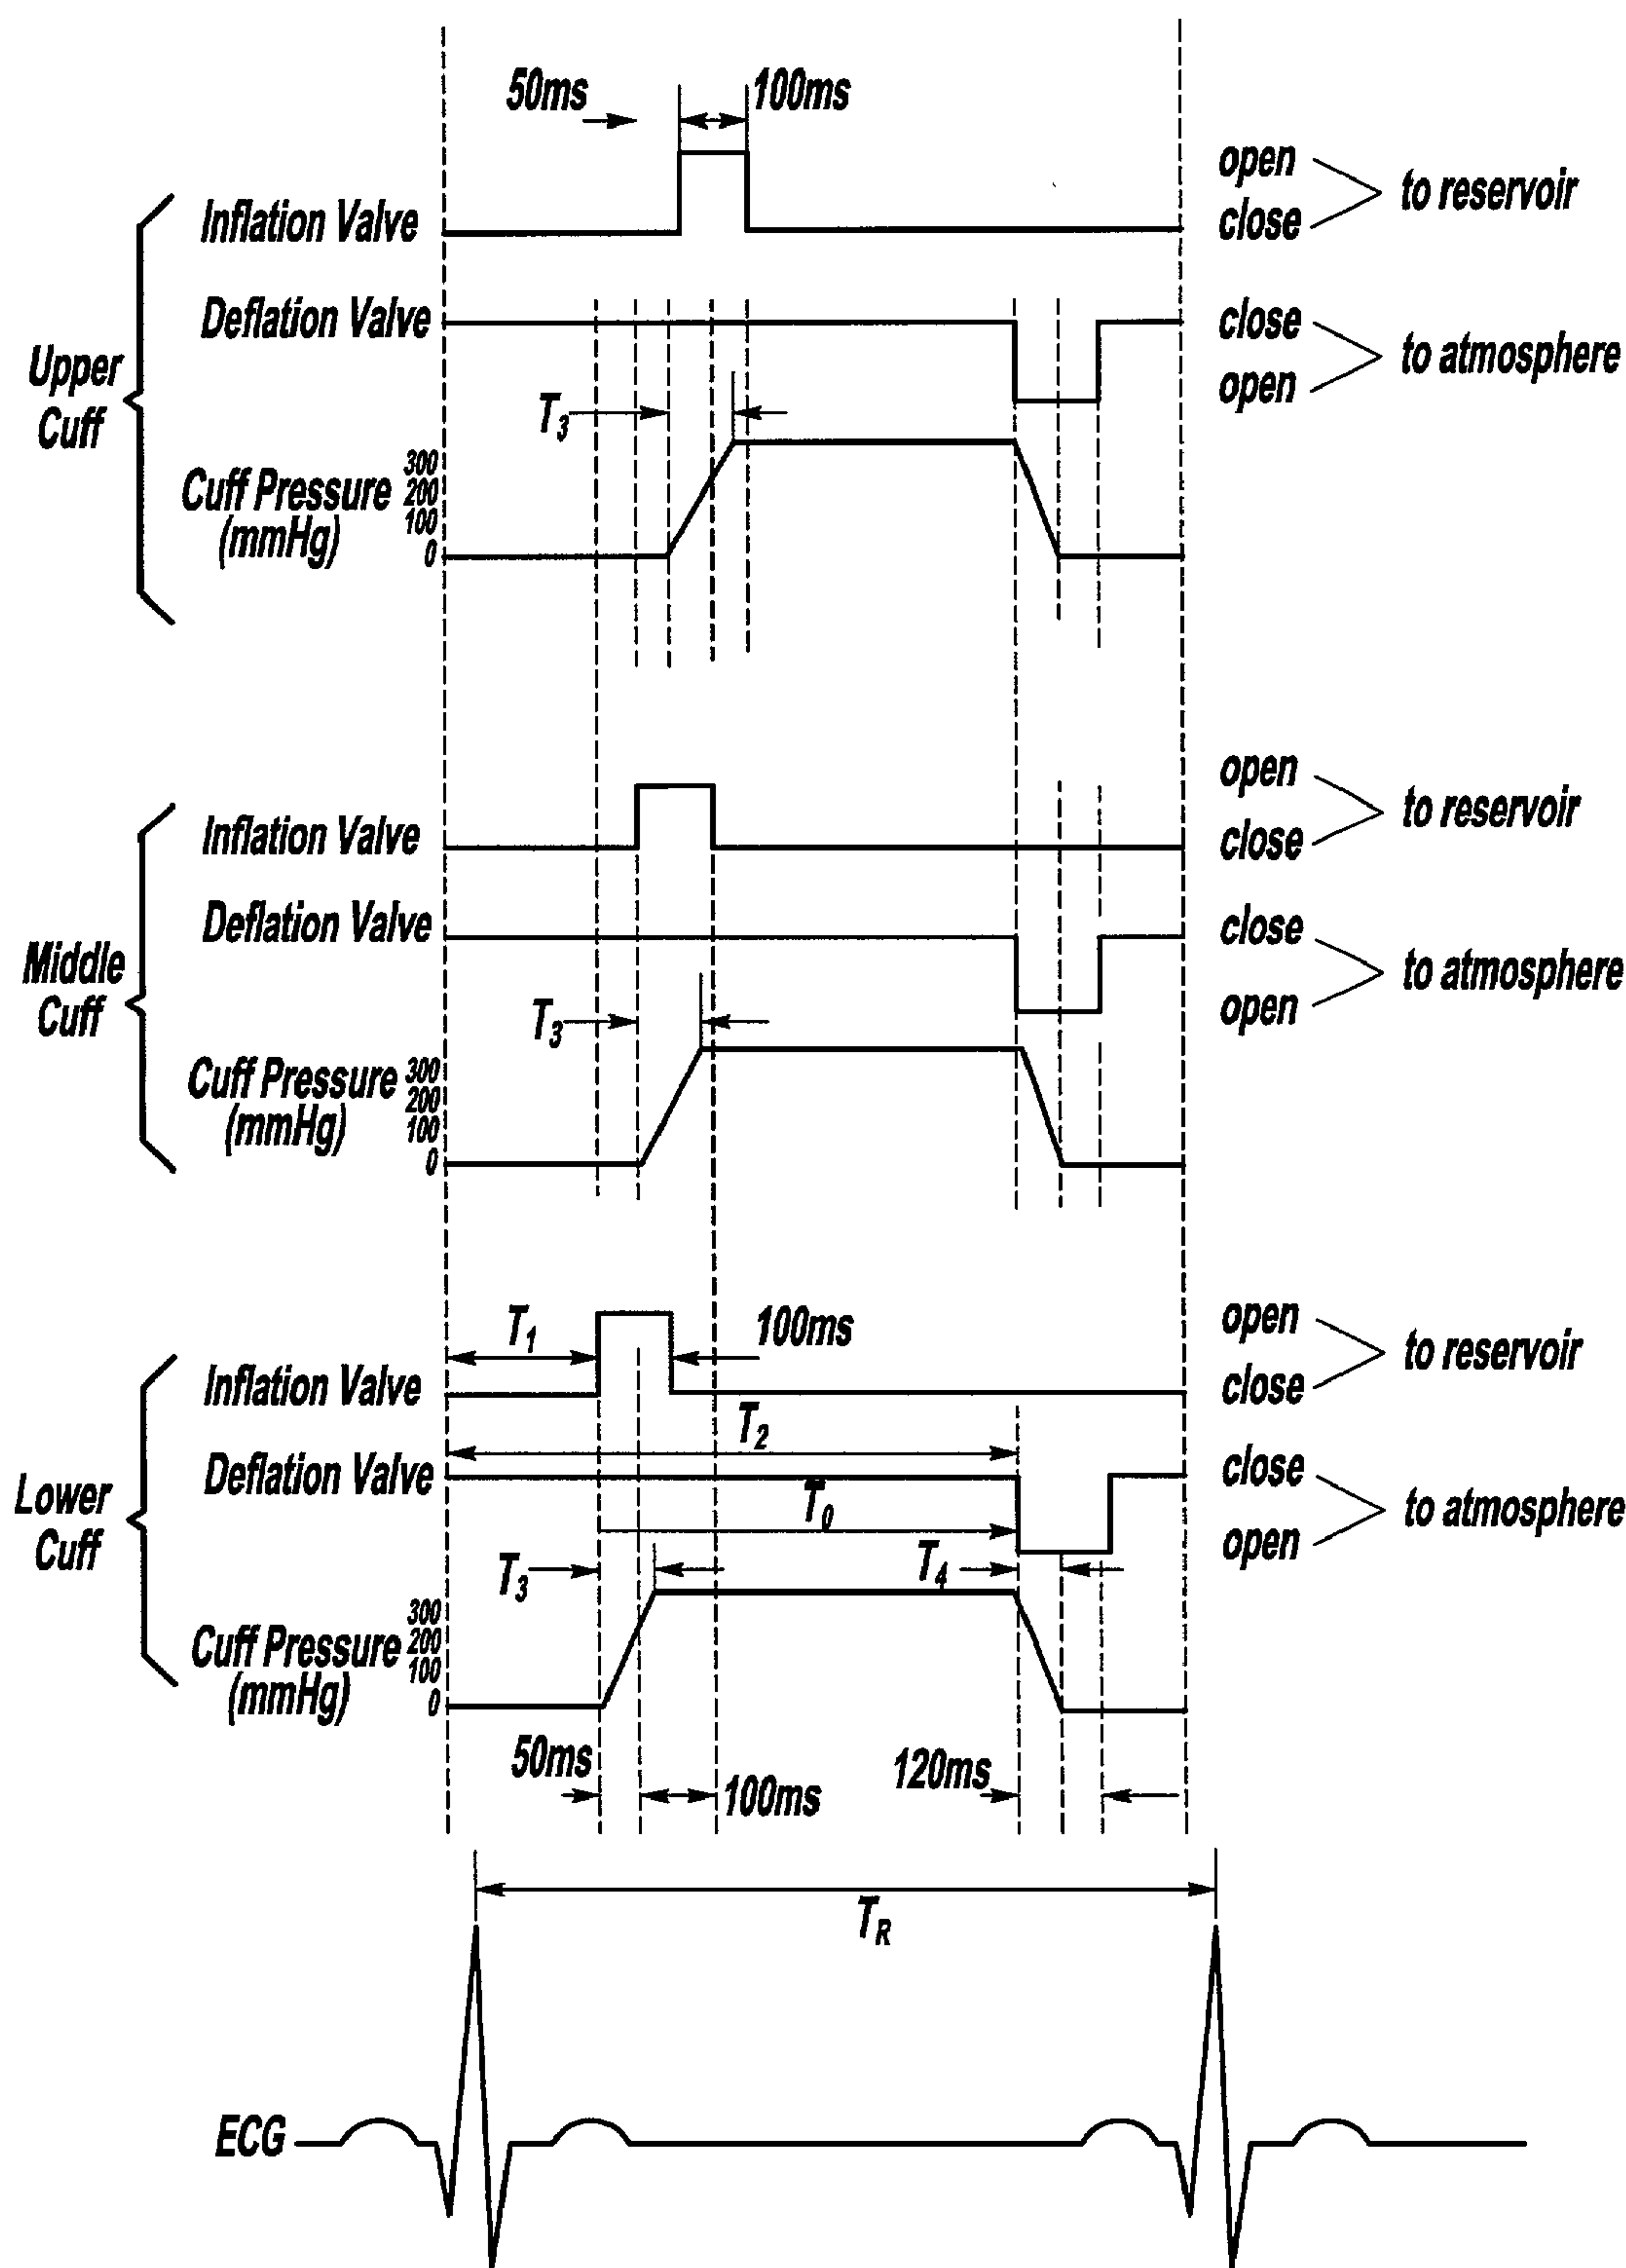 50ms
100ms
open
close
to reservoir
Inflation Valve
Deflation Valve
close
open
to atmosphere
Upper
Cuff
T3
Cuff Pressure
(mmHg)
300
200
100
0
open
close
to reservoir
Inflation Valve
Deflation Valve
close
open
to atmosphere
Middle
Cuff
T3
Cuff Pressure
(mmHg)
300
200
100
0
T1
100ms
open
close
to reservoir
Inflation Valve
T2
Deflation Valve
close
open
to atmosphere
Lower
Cuff
T0
T3
T4
Cuff Pressure
(mmHg)
300
200
100
0
50ms
100ms
120ms
TR
ECG